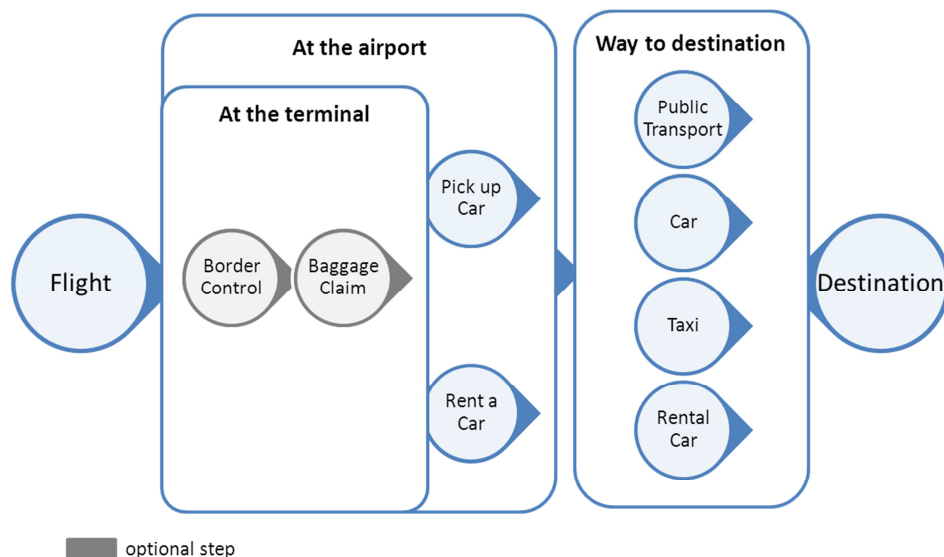 At the airport
Way to destination
At the terminal
Public
Transport
Pick up
Car
Car
Flight
Border
Control
Baggage
Claim
Destination
Taxi
Rent a
Car
Rental
Car
optional step